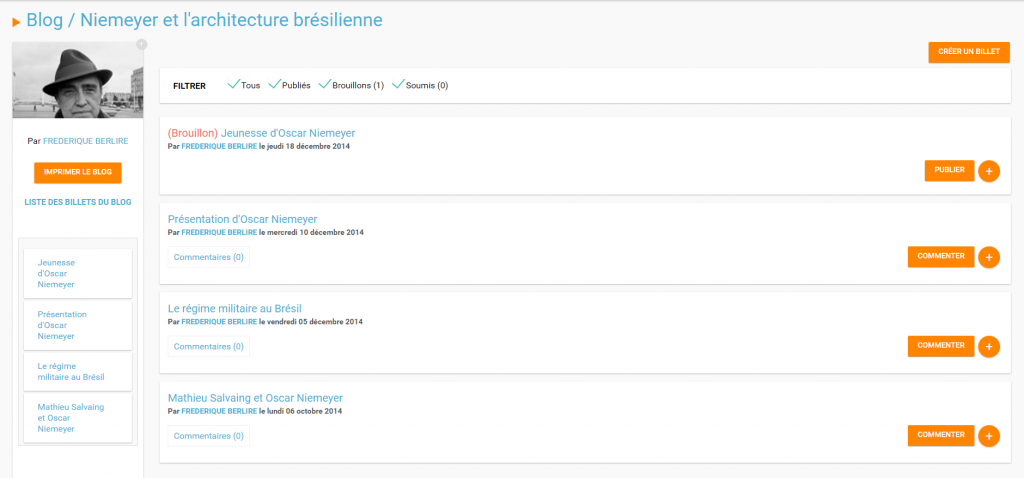 Blog / Niemeyer et l'architecture brésilienne
CRÉER UN BILLET
Par FREDERIQUE BERLIRE
IMPRIMER LE BLOG
LISTE DES BILLETS DU BLOG
Jeunesse
d'Oscar
Niemeyer
Présentation
d'Oscar
Niemeyer
Le régime
militaire au Brésil
Mathieu Salvaing
et Oscar
Niemeyer
FILTRER Tous Publiés Brouillons (1) Soumis (0)
(Brouillon) Jeunesse d'Oscar Niemeyer
Par FREDERIQUE BERLIRE le jeudi 18 décembre 2014
PUBLIER +
Présentation d'Oscar Niemeyer
Par FREDERIQUE BERLIRE le mercredi 10 décembre 2014
Commentaires (0) COMMENTER +
Le régime militaire au Brésil
Par FREDERIQUE BERLIRE le vendredi 05 décembre 2014
Commentaires (0) COMMENTER +
Mathieu Salvaing et Oscar Niemeyer
Par FREDERIQUE BERLIRE le lundi 06 octobre 2014
Commentaires (0) COMMENTER +